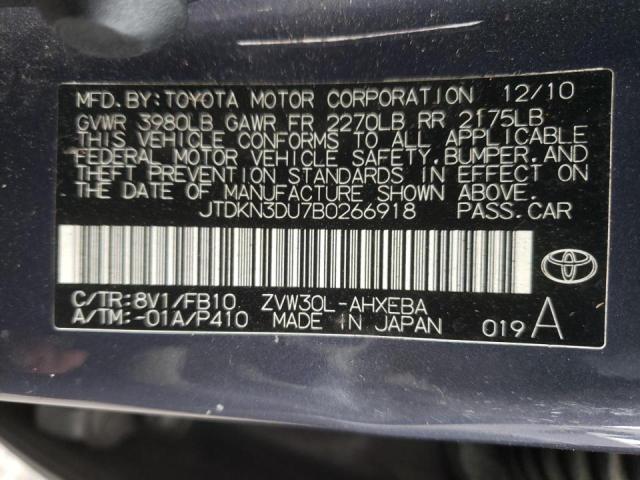 MFD. BY: TOYOTA MOTOR CORPORATION 12/10
GVWR 3980LB GAWR FR 2270LB RR 2175LB
THIS VEHICLE CONFORMS TO ALL APPLICABLE
FEDERAL MOTOR VEHICLE SAFETY, BUMPER, AND
THEFT PREVENTION STANDARDS IN EFFECT ON
THE DATE OF MANUFACTURE SHOWN ABOVE.
JTDKN3DU7B0266918 PASS. CAR
C/TR: 8V1/FB10 ZVW30L-AHXEBA
A/TM: -01A/P410 MADE IN JAPAN 019 A
TOYOTA